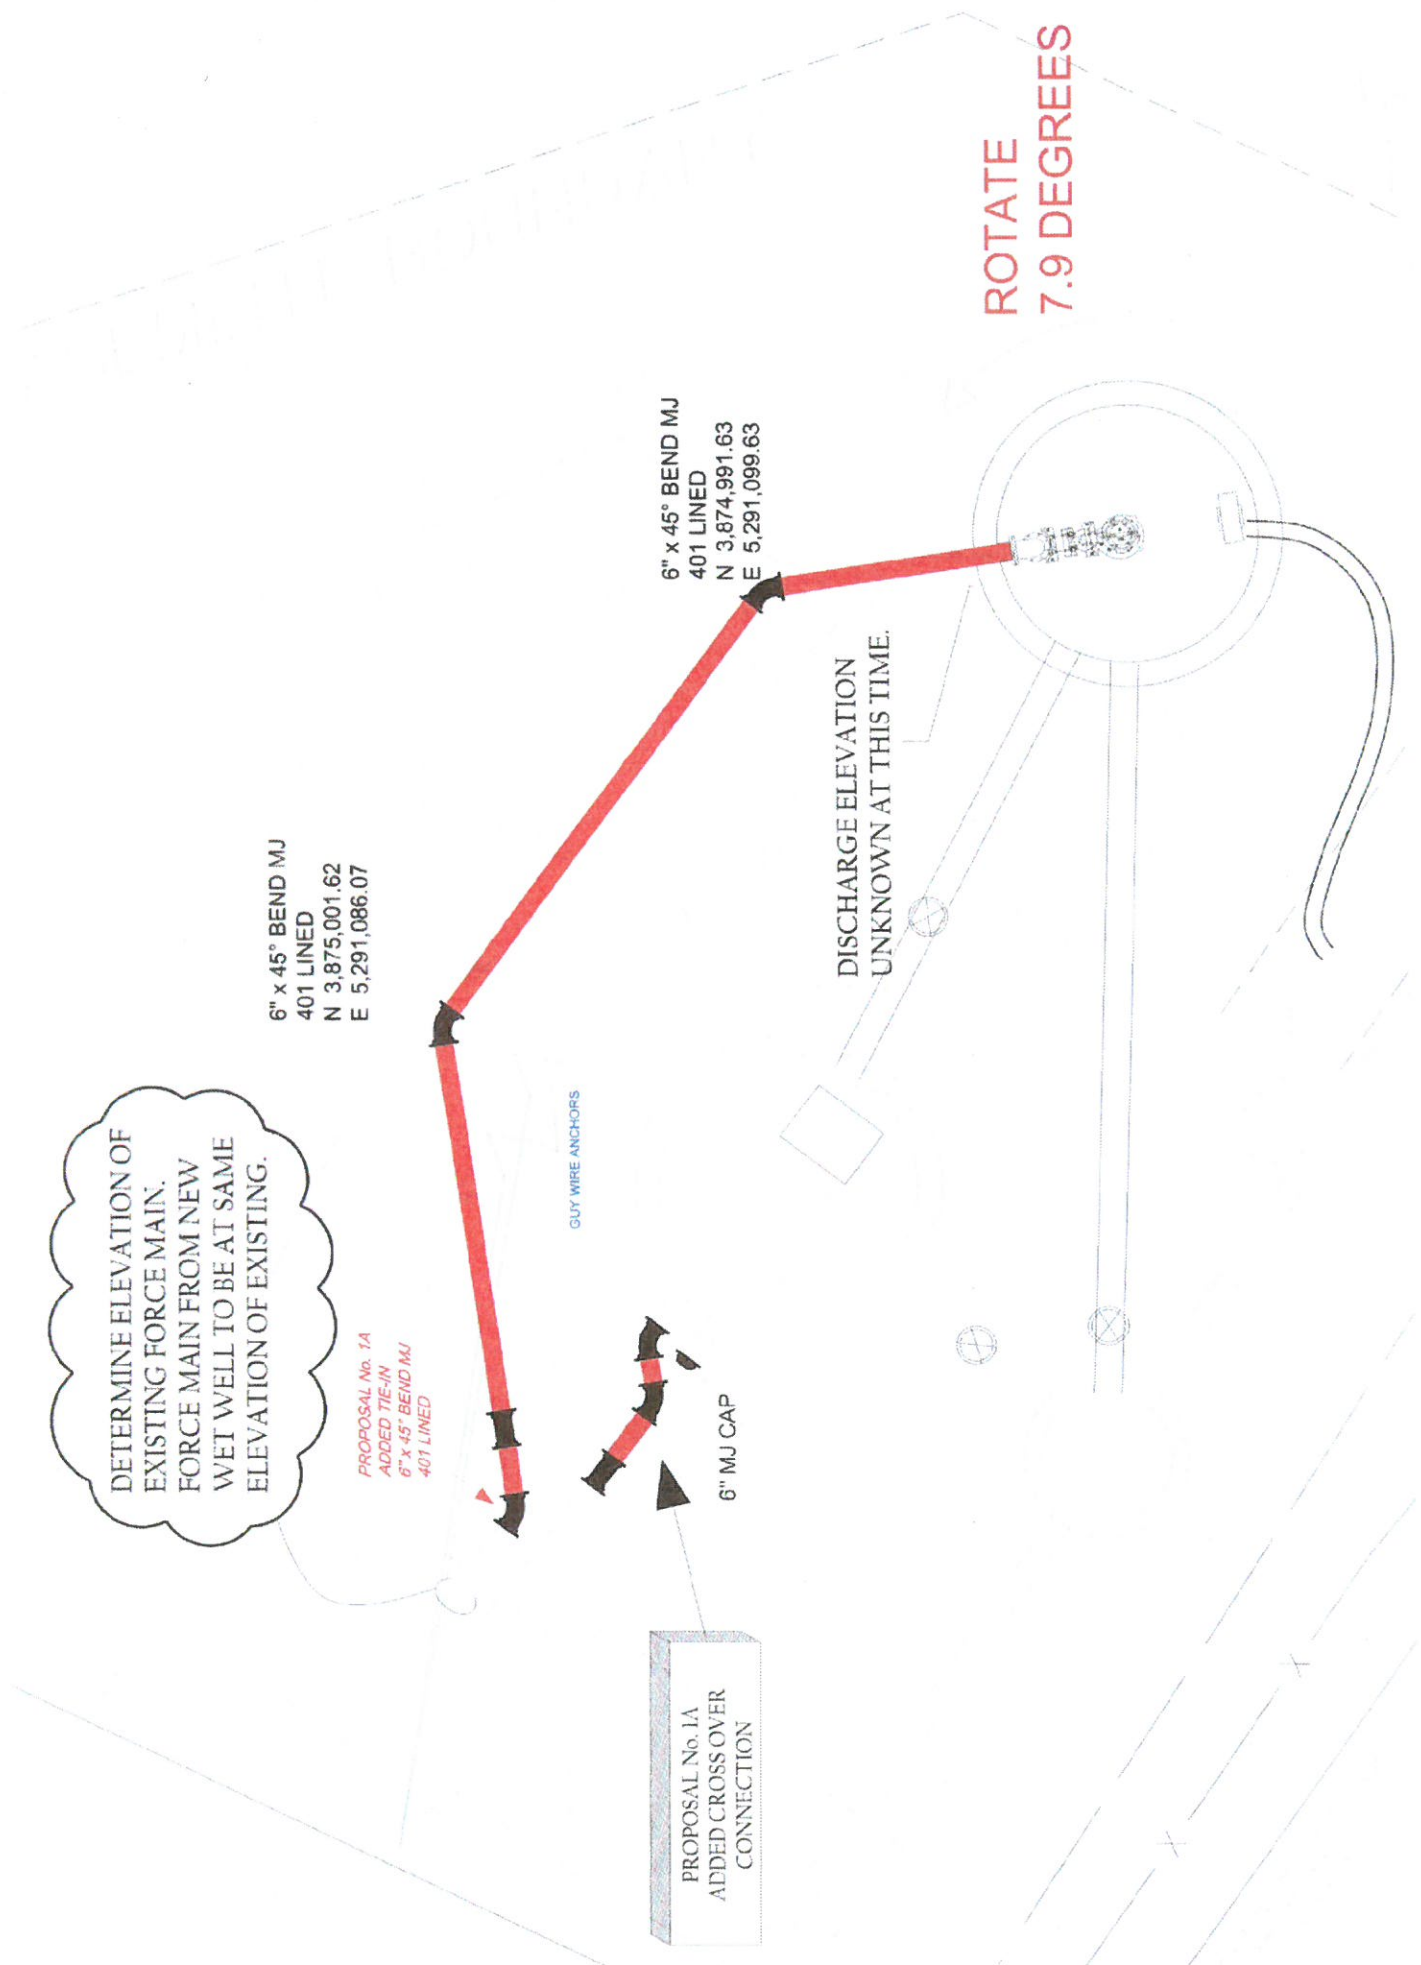 DETERMINE ELEVATION OF
EXISTING FORCE MAIN.
FORCE MAIN FROM NEW
WET WELL TO BE AT SAME
ELEVATION OF EXISTING.
6" x 45° BEND MJ
401 LINED
N 3,875,001.62
E 5,291,086.07
PROPOSAL No. 1A
ADDED TIE-IN
6" x 45° BEND MJ
401 LINED
GUY WIRE ANCHORS
6" x 45° BEND MJ
401 LINED
N 3,874,991.63
E 5,291,099.63
PROPOSAL No. 1A
ADDED CROSS OVER
CONNECTION
6" MJ CAP
DISCHARGE ELEVATION
UNKNOWN AT THIS TIME.
ROTATE
7.9 DEGREES